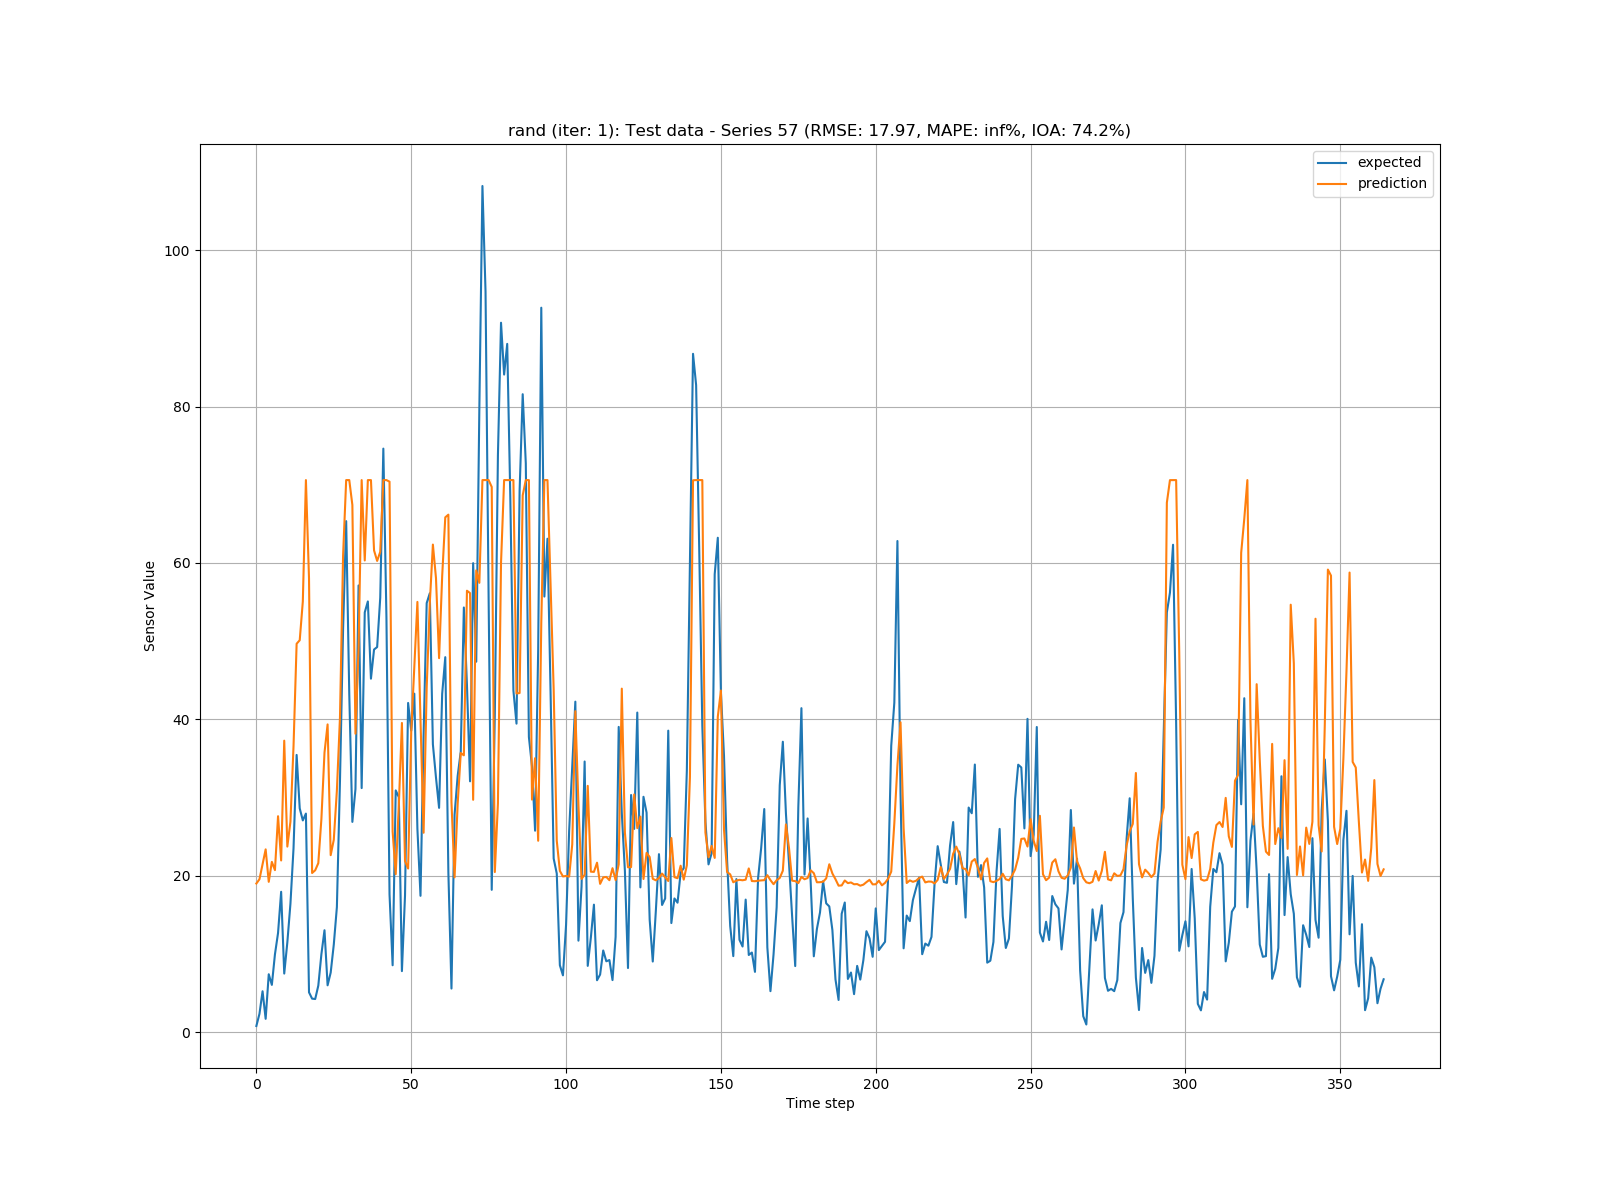 rand (iter: 1): Test data - Series 57 (RMSE: 17.97, MAPE: inf%, IOA: 74.2%)
expected
prediction
100
80
60
40
20
0
Sensor Value
0 50 100 150 200 250 300 350
Time step